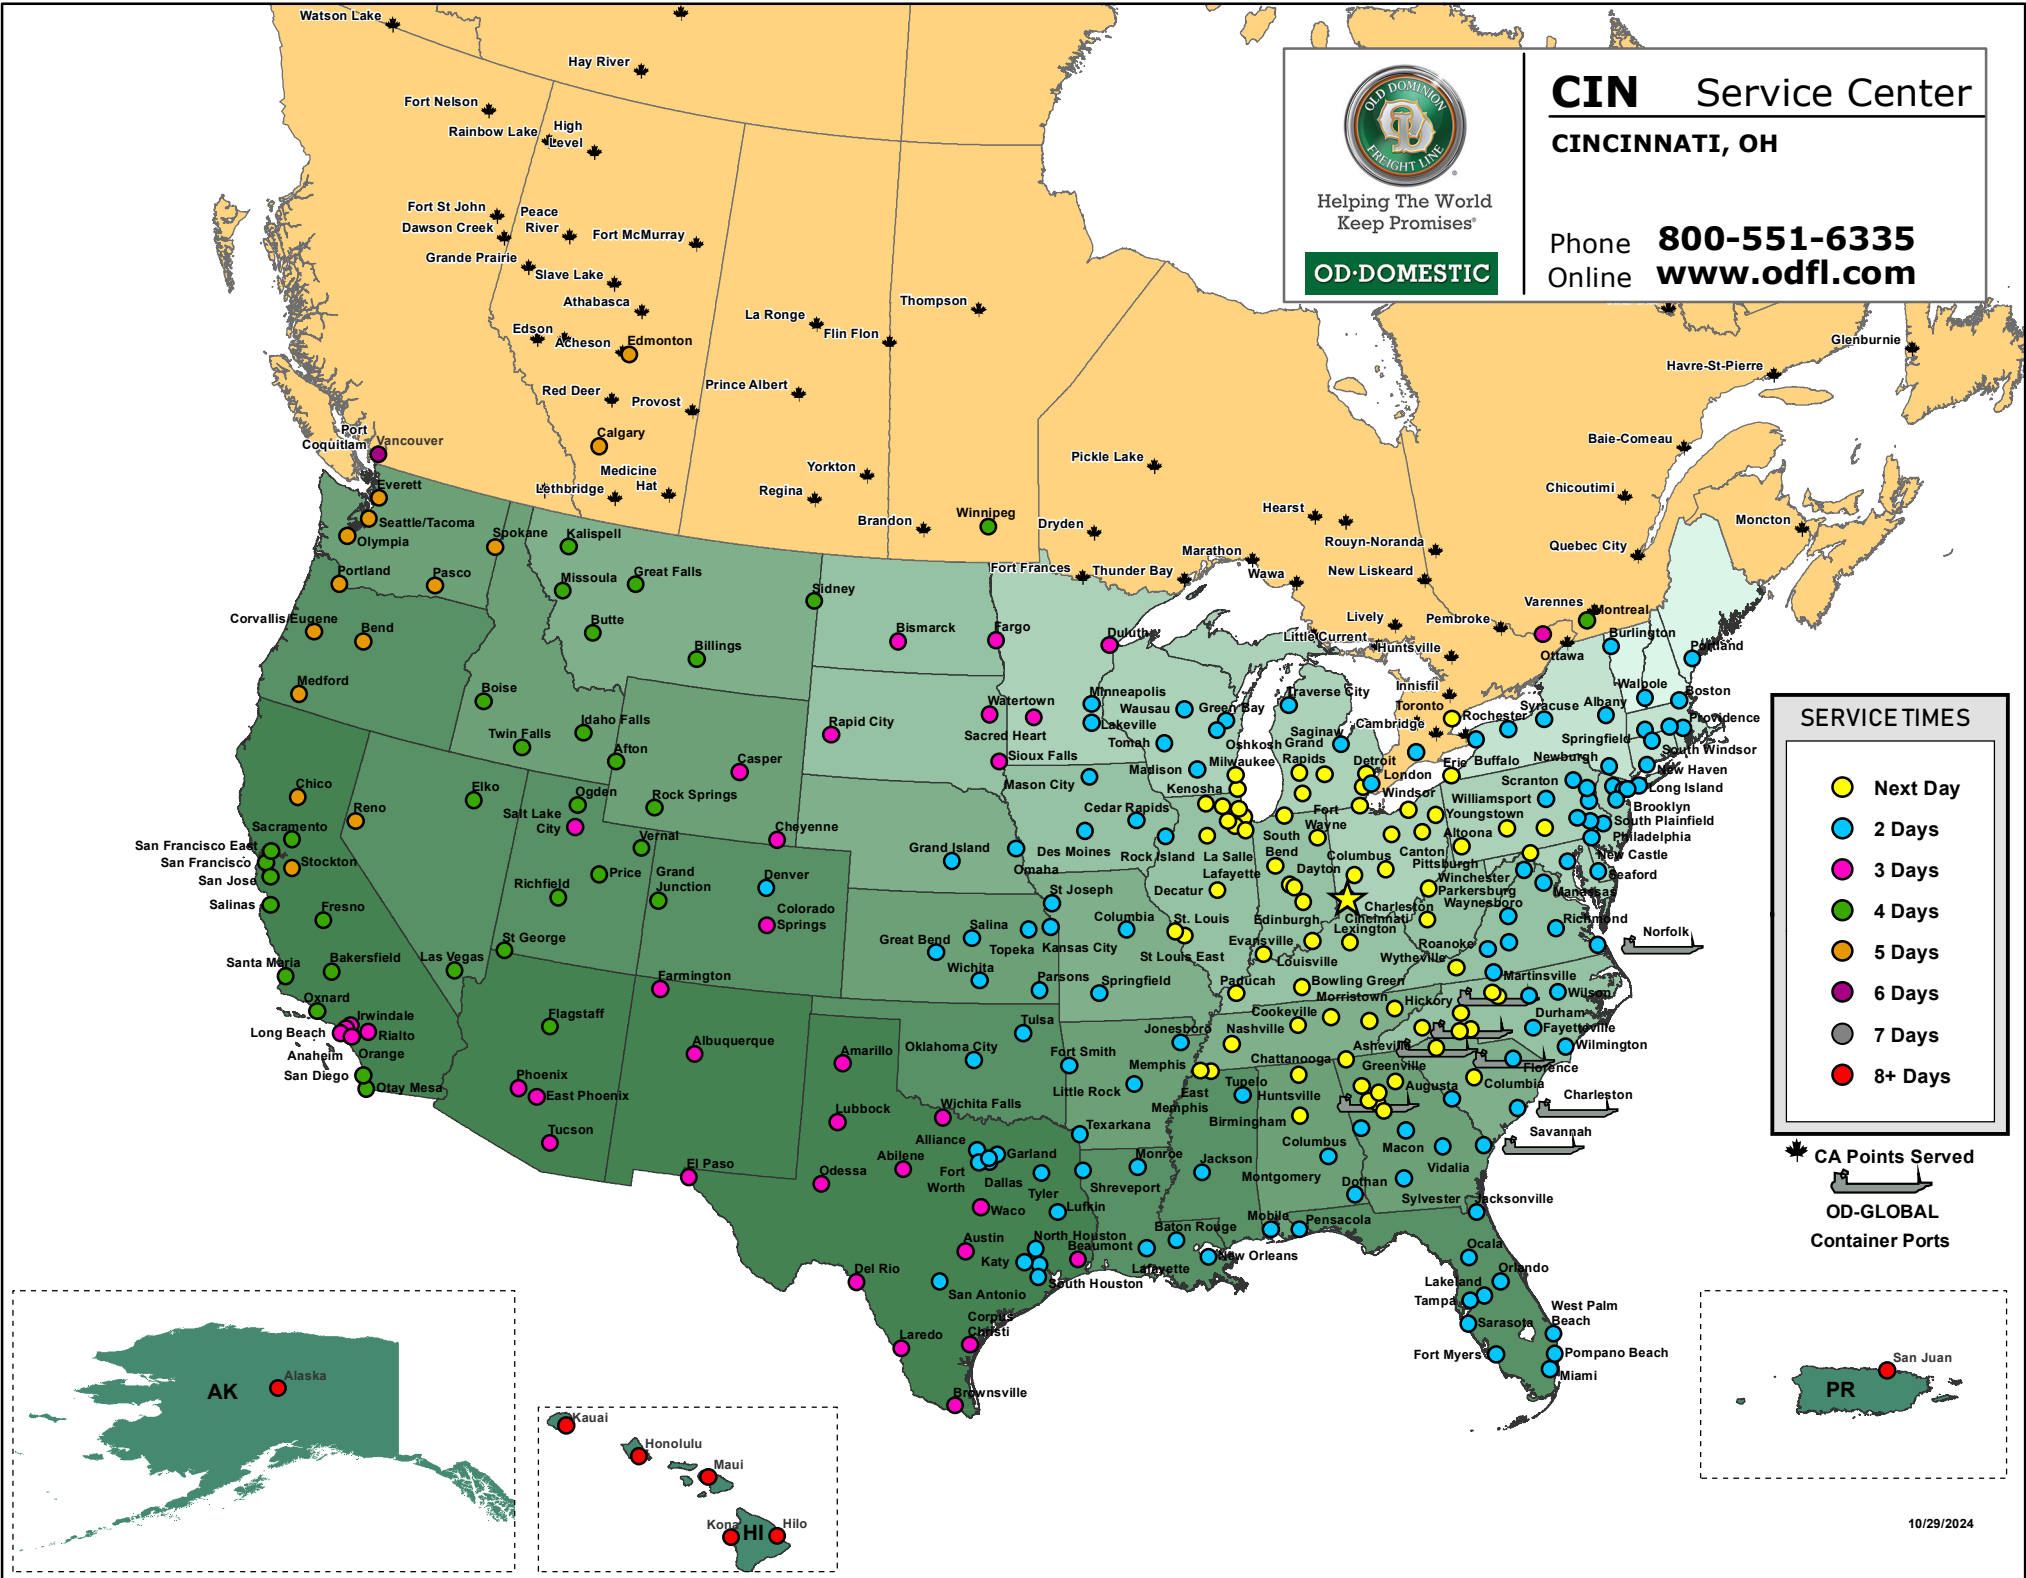 CIN Service Center
CINCINNATI, OH
Phone 800-551-6335
Online www.odfl.com
OLD DOMINION
FREIGHT LINE
Helping The World
Keep Promises®
OD·DOMESTIC
Watson Lake
Hay River
Fort Nelson
Rainbow Lake
High
Level
Fort St John
Dawson Creek
Peace
River
Fort McMurray
Grande Prairie
Slave Lake
Athabasca
Edson
Acheson
Edmonton
La Ronge
Flin Flon
Thompson
Red Deer
Provost
Prince Albert
Port
Coquitlam
Vancouver
Calgary
Medicine
Hat
Lethbridge
Yorkton
Regina
Brandon
Winnipeg
Dryden
Pickle Lake
Hearst
Marathon
Fort Frances
Thunder Bay
Wawa
Rouyn-Noranda
New Liskeard
Lively
Little Current
Pembroke
Huntsville
Innisfil
Toronto
Cambridge
Varennes
Montreal
Ottawa
Glenburnie
Havre-St-Pierre
Baie-Comeau
Chicoutimi
Quebec City
Moncton
Everett
Seattle/Tacoma
Olympia
Spokane
Portland
Pasco
Corvallis/Eugene
Bend
Medford
Kalispell
Missoula
Great Falls
Butte
Billings
Sidney
Bismarck
Fargo
Duluth
Boise
Idaho Falls
Twin Falls
Afton
Casper
Rapid City
Watertown
Sacred Heart
Sioux Falls
Minneapolis
Lakeville
Wausau
Green Bay
Tomah
Oshkosh
Madison
Milwaukee
Kenosha
Traverse City
Saginaw
Grand
Rapids
Detroit
London
Windsor
Erie
Buffalo
Rochester
Syracuse
Albany
Burlington
Portland
Walpole
Boston
Providence
Springfield
South Windsor
Newburgh
New Haven
Long Island
Brooklyn
South Plainfield
Philadelphia
New Castle
Seaford
Scranton
Williamsport
Youngstown
Altoona
Canton
Pittsburgh
Chico
Reno
Sacramento
San Francisco East
San Francisco
Stockton
San Jose
Salinas
Fresno
Santa Maria
Bakersfield
Oxnard
Irwindale
Long Beach
Rialto
Anaheim
Orange
San Diego
Otay Mesa
Elko
Ogden
Salt Lake
City
Rock Springs
Vernal
Price
Richfield
St George
Las Vegas
Grand
Junction
Cheyenne
Denver
Colorado
Springs
Farmington
Flagstaff
Albuquerque
Phoenix
East Phoenix
Tucson
El Paso
Mason City
Cedar Rapids
Des Moines
Rock Island
La Salle
Grand Island
Omaha
St Joseph
Salina
Topeka
Kansas City
Columbia
Great Bend
Wichita
Parsons
Springfield
Decatur
St. Louis
St Louis East
South
Bend
Lafayette
Fort
Wayne
Columbus
Dayton
Edinburgh
Cincinnati
Lexington
Charleston
Parkersburg
Winchester
Manassas
Waynesboro
Richmond
Norfolk
Roanoke
Wytheville
Martinsville
Evansville
Louisville
Paducah
Bowling Green
Morristown
Hickory
Wilson
Durham
Fayetteville
Wilmington
Cookeville
Nashville
Chattanooga
Asheville
Greenville
Florence
Columbia
Augusta
Charleston
Savannah
Tulsa
Oklahoma City
Fort Smith
Little Rock
Jonesboro
Memphis
East
Memphis
Tupelo
Huntsville
Birmingham
Columbus
Macon
Vidalia
Montgomery
Dothan
Sylvester
Jacksonville
Amarillo
Lubbock
Wichita Falls
Alliance
Abilene
Odessa
Garland
Fort
Worth
Dallas
Tyler
Texarkana
Shreveport
Monroe
Jackson
Waco
Lufkin
Austin
North Houston
Katy
Beaumont
South Houston
San Antonio
Del Rio
Laredo
Corpus
Christi
Brownsville
Lafayette
Baton Rouge
New Orleans
Mobile
Pensacola
Ocala
Orlando
Lakeland
Tampa
Sarasota
Fort Myers
West Palm
Beach
Pompano Beach
Miami
SERVICE TIMES
Next Day
2 Days
3 Days
4 Days
5 Days
6 Days
7 Days
8+ Days
CA Points Served
OD-GLOBAL
Container Ports
AK
Alaska
Kauai
Honolulu
Maui
Kona
HI
Hilo
San Juan
PR
10/29/2024